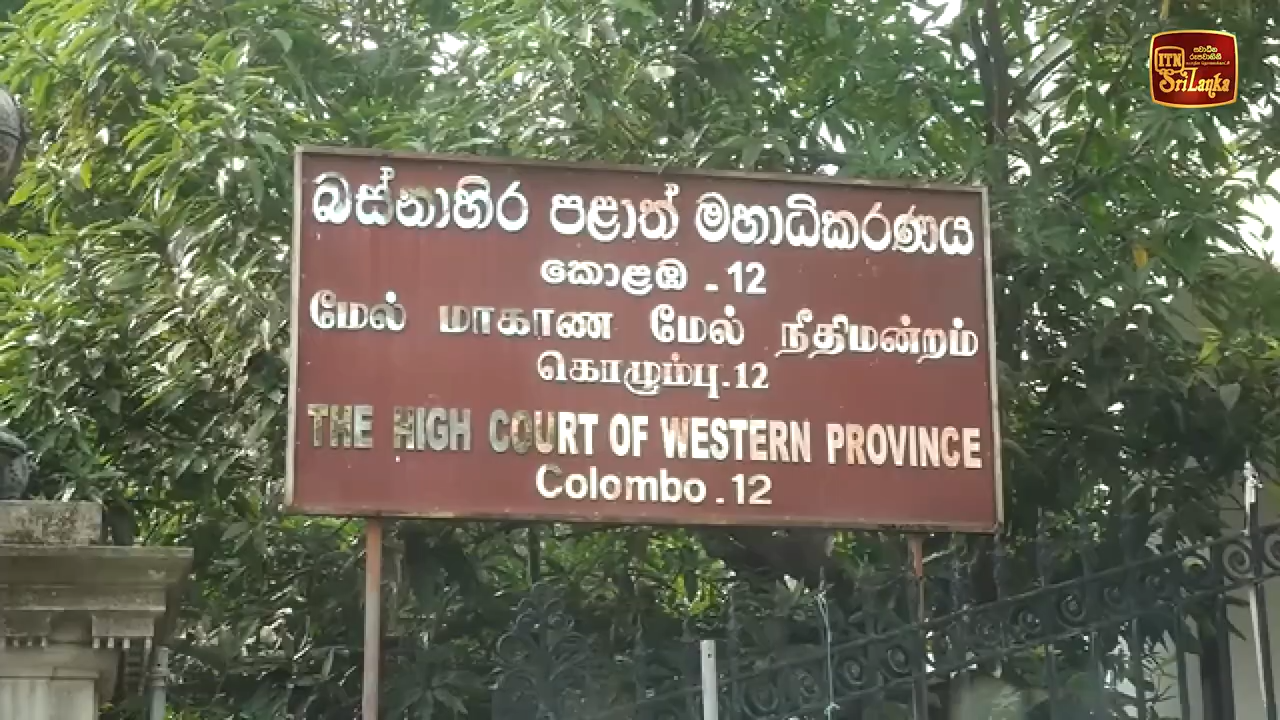 බස්නාහිර පළාත් මහාධිකරණය
කොළඹ - 12
மேல் மாகாண மேல் நீதிமன்றம்
கொழும்பு.12
THE HIGH COURT OF WESTERN PROVINCE
Colombo . 12
ITN
ස්වාධීන
රූපවාහිනී
Sri Lanka